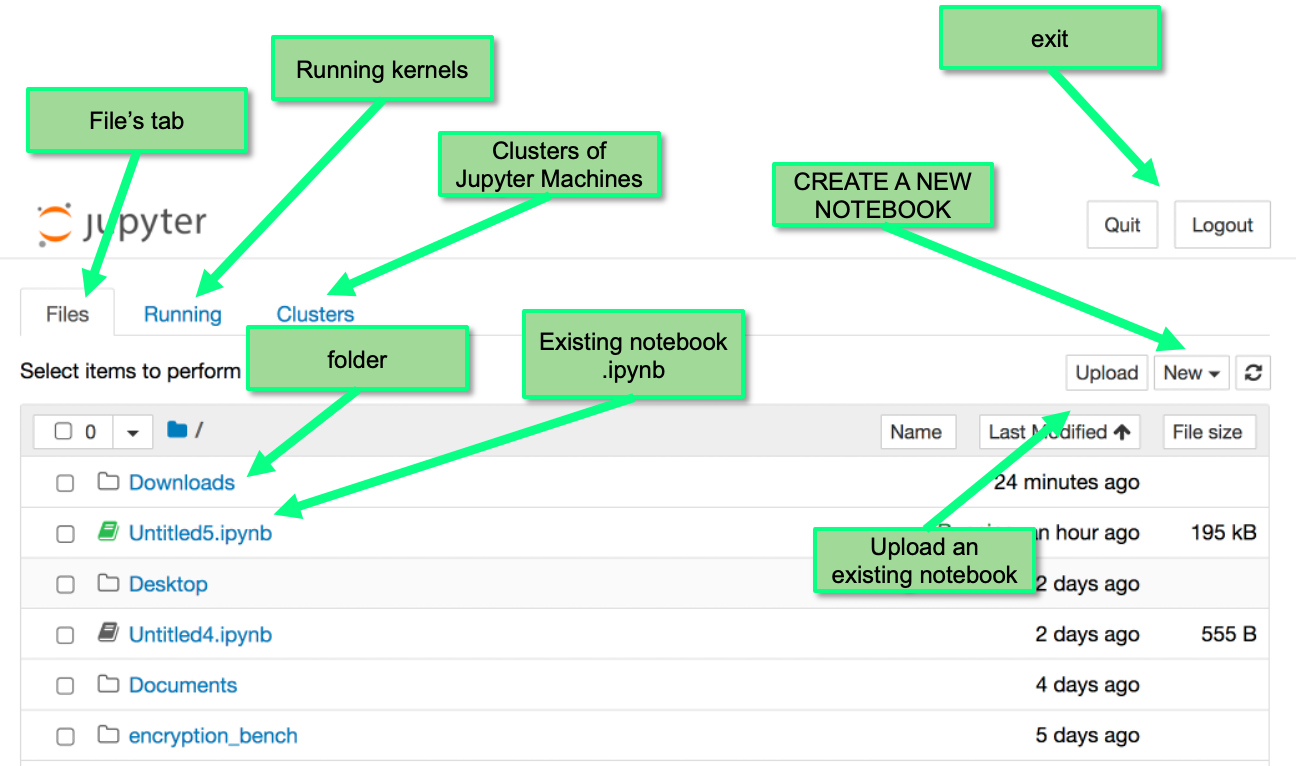 exit
Running kernels
File’s tab
Clusters of
Jupyter Machines
CREATE A NEW
NOTEBOOK
jupyter
Quit
Logout
Files
Running
Clusters
folder
Existing notebook
.ipynb
Select items to perform
Upload
New
0
/
Name
Last Modified
File size
Downloads
24 minutes ago
Untitled5.ipynb
an hour ago
195 kB
Upload an
existing notebook
Desktop
2 days ago
Untitled4.ipynb
2 days ago
555 B
Documents
4 days ago
encryption_bench
5 days ago